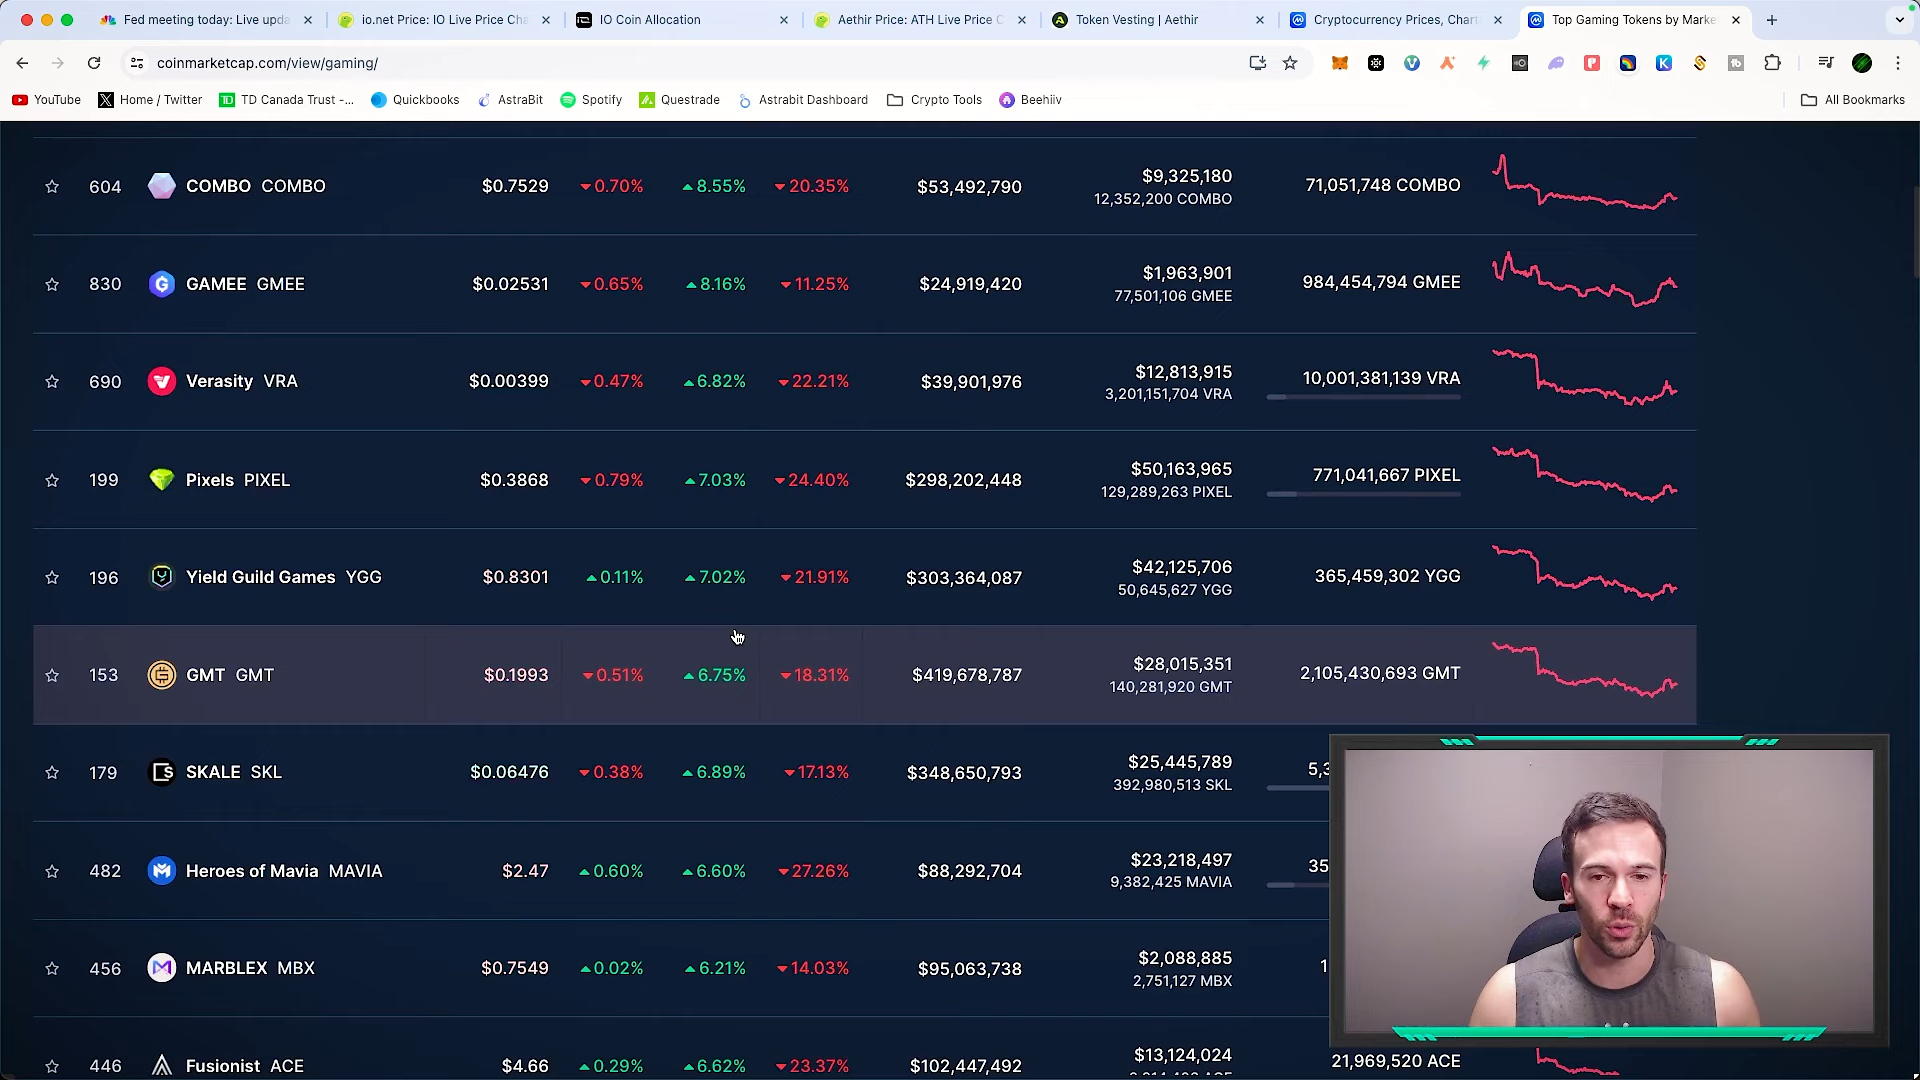 Fed meeting today: Live upda
io.net Price: IO Live Price Cha
IO Coin Allocation
Aethir Price: ATH Live Price C
Token Vesting | Aethir
Cryptocurrency Prices, Chart
Top Gaming Tokens by Marke
coinmarketcap.com/view/gaming/
YouTube
Home / Twitter
TD Canada Trust -...
Quickbooks
AstraBit
Spotify
Questrade
Astrabit Dashboard
Crypto Tools
Beehiiv
All Bookmarks
604 COMBO COMBO $0.7529 0.70% 8.55% 20.35% $53,492,790 $9,325,180 71,051,748 COMBO
12,352,200 COMBO
830 GAMEE GMEE $0.02531 0.65% 8.16% 11.25% $24,919,420 $1,963,901 984,454,794 GMEE
77,501,106 GMEE
690 Verasity VRA $0.00399 0.47% 6.82% 22.21% $39,901,976 $12,813,915 10,001,381,139 VRA
3,201,151,704 VRA
199 Pixels PIXEL $0.3868 0.79% 7.03% 24.40% $298,202,448 $50,163,965 771,041,667 PIXEL
129,289,263 PIXEL
196 Yield Guild Games YGG $0.8301 0.11% 7.02% 21.91% $303,364,087 $42,125,706 365,459,302 YGG
50,645,627 YGG
153 GMT GMT $0.1993 0.51% 6.75% 18.31% $419,678,787 $28,015,351 2,105,430,693 GMT
140,281,920 GMT
179 SKALE SKL $0.06476 0.38% 6.89% 17.13% $348,650,793 $25,445,789 5,3
392,980,513 SKL
482 Heroes of Mavia MAVIA $2.47 0.60% 6.60% 27.26% $88,292,704 $23,218,497 35
9,382,425 MAVIA
456 MARBLEX MBX $0.7549 0.02% 6.21% 14.03% $95,063,738 $2,088,885 1
2,751,127 MBX
446 Fusionist ACE $4.66 0.29% 6.62% 23.37% $102,447,492 $13,124,024 21,969,520 ACE